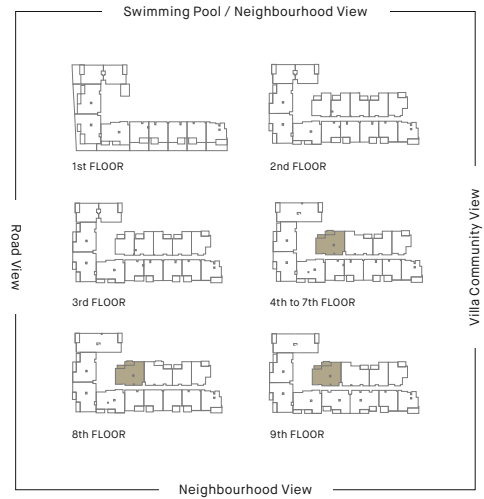 Swimming Pool / Neighbourhood View
1st FLOOR
2nd FLOOR
Road View
Villa Community View
3rd FLOOR
4th to 7th FLOOR
8th FLOOR
9th FLOOR
Neighbourhood View